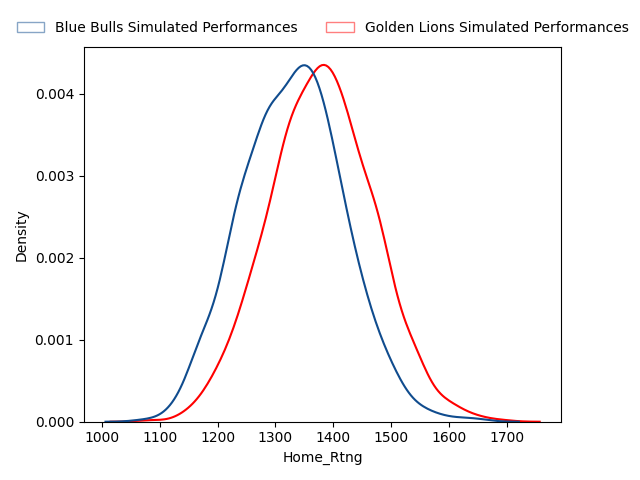 Blue Bulls Simulated Performances Golden Lions Simulated Performances
0.004
0.003
0.002
0.001
0.000
Density
1000 1100 1200 1300 1400 1500 1600 1700
Home_Rtng